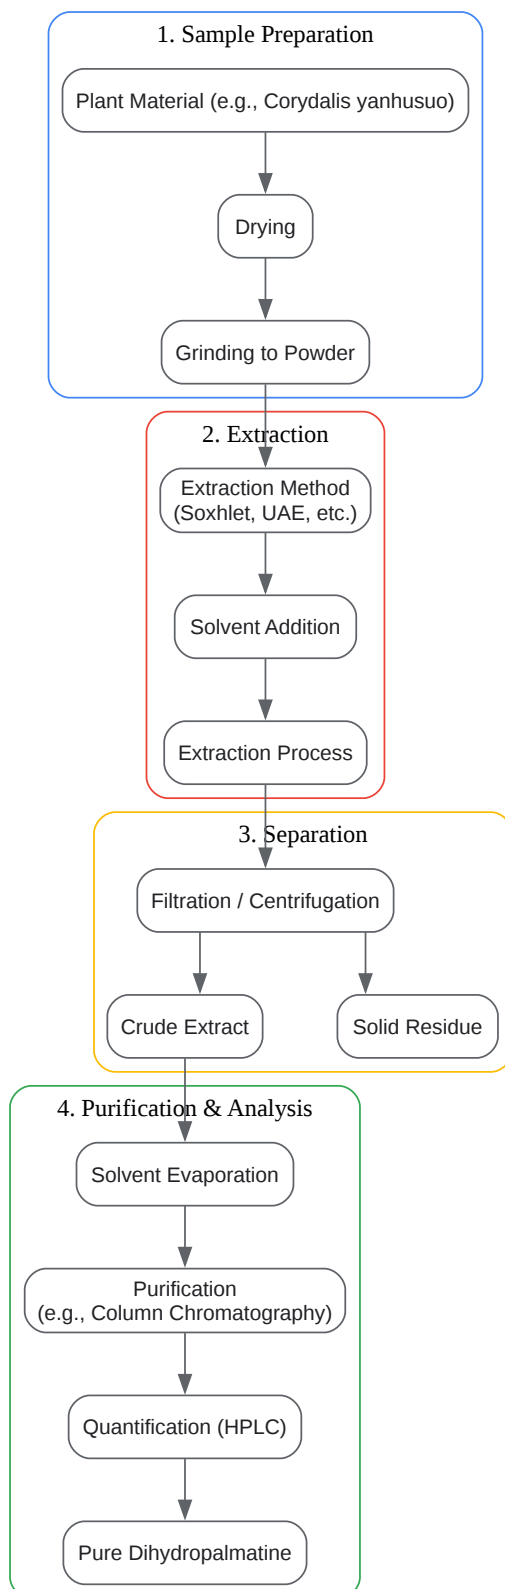 1. Sample Preparation
Plant Material (e.g., Corydalis yanhusuo)
Drying
Grinding to Powder
2. Extraction
Extraction Method
(Soxhlet, UAE, etc.)
Solvent Addition
Extraction Process
3. Separation
Filtration / Centrifugation
Crude Extract
Solid Residue
4. Purification & Analysis
Solvent Evaporation
Purification
(e.g., Column Chromatography)
Quantification (HPLC)
Pure Dihydropalmatine